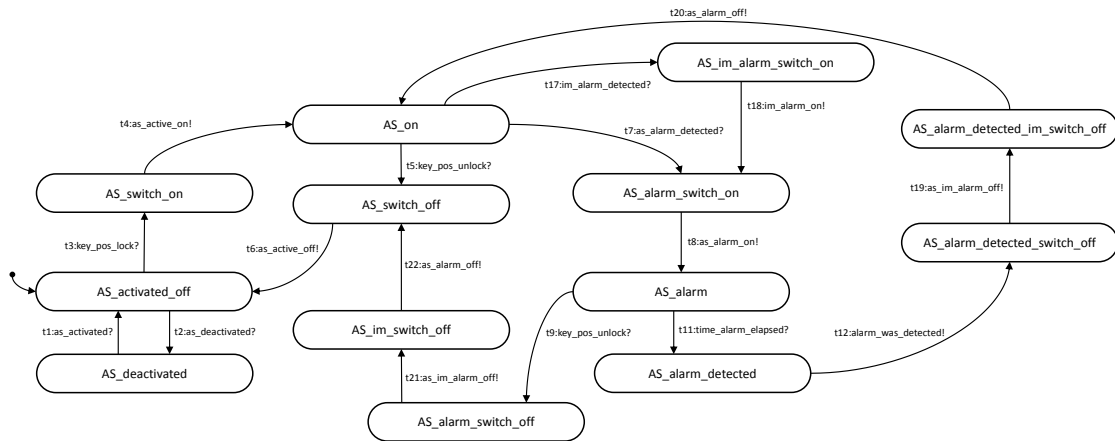 t20:as_alarm_off!
AS_im_alarm_switch_on
t17:im_alarm_detected?
t18:im_alarm_on!
t4:as_active_on!
AS_on
t7:as_alarm_detected?
AS_alarm_detected_im_switch_off
t5:key_pos_unlock?
AS_switch_on
AS_switch_off
AS_alarm_switch_on
t19:as_im_alarm_off!
t3:key_pos_lock?
t6:as_active_off!
t22:as_alarm_off!
t8:as_alarm_on!
AS_alarm_detected_switch_off
AS_activated_off
AS_alarm
t1:as_activated?
t2:as_deactivated?
AS_im_switch_off
t9:key_pos_unlock?
t11:time_alarm_elapsed?
t12:alarm_was_detected!
AS_deactivated
t21:as_im_alarm_off!
AS_alarm_detected
AS_alarm_switch_off